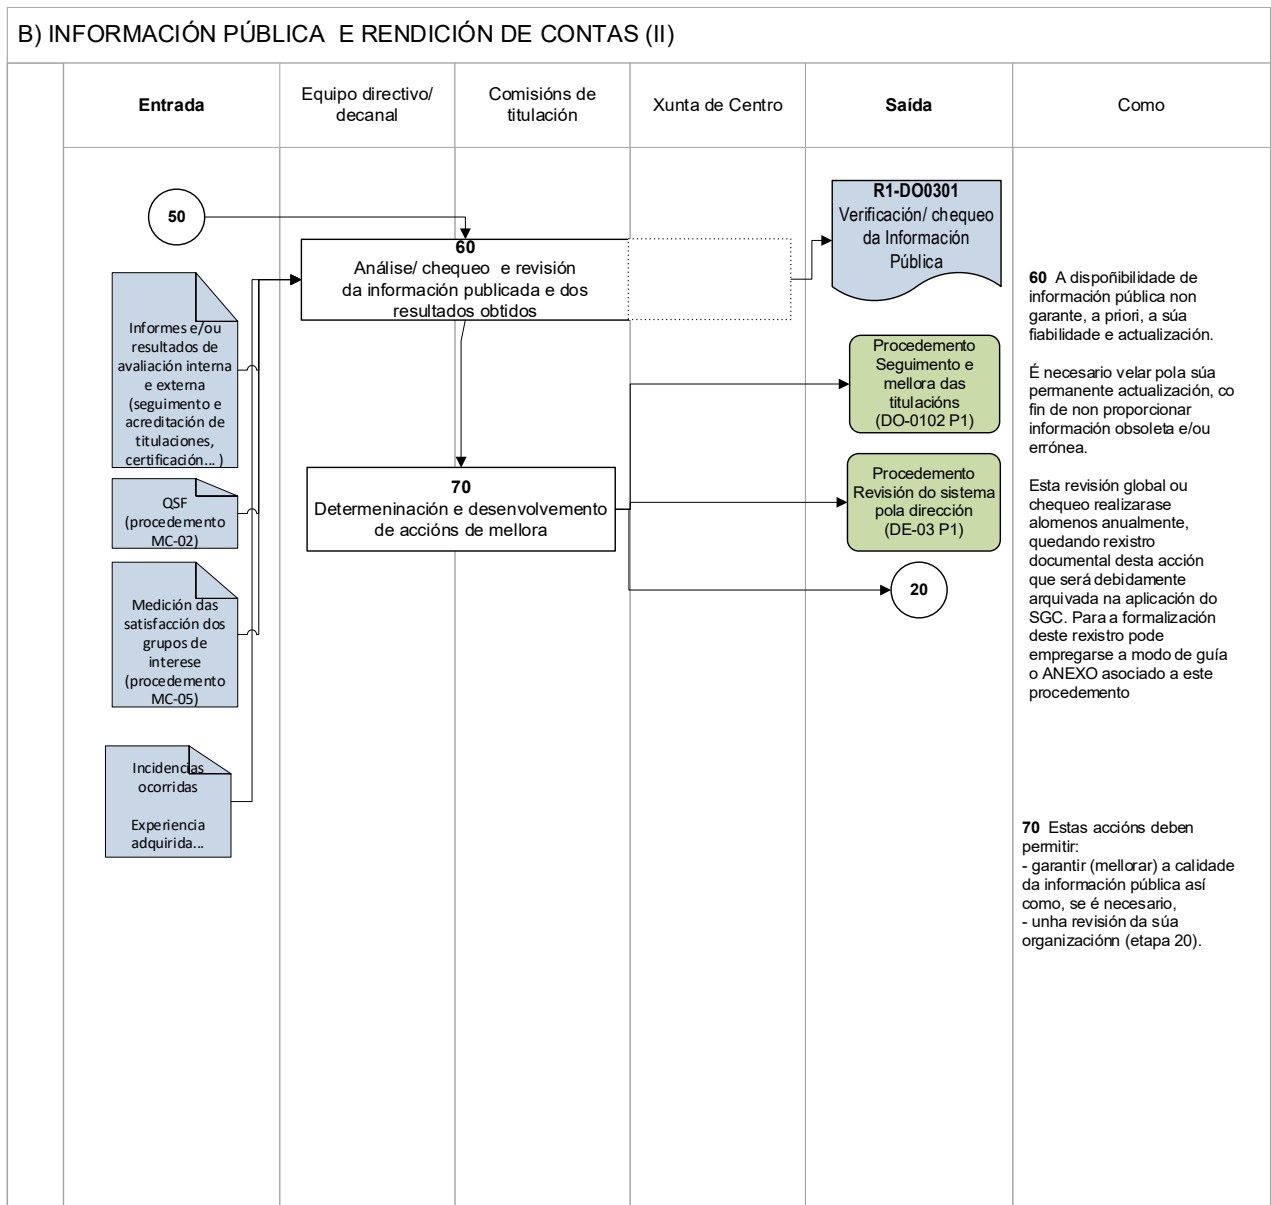 B) INFORMACIÓN PÚBLICA E RENDICIÓN DE CONTAS (II)
Entrada
Equipo directivo/
decanal
Comisións de
titulación
Xunta de Centro
Saída
Como
50
60
Análise/ chequeo e revisión
da información publicada e dos
resultados obtidos
R1-DO0301
Verificación/ chequeo
da Información
Pública
Informes e/ou
resultados de
avaliación interna
e externa
(seguimento e
acreditación de
titulaciones,
certificación... )
QSF
(procedemento
MC-02)
Medición das
satisfacción dos
grupos de
interese
(procedemento
MC-05)
Incidencias
ocorridas
Experiencia
adquirida...
70
Determeninación e desenvolvemento
de accións de mellora
Procedemento
Seguimento e
mellora das
titulacións
(DO-0102 P1)
Procedemento
Revisión do sistema
pola dirección
(DE-03 P1)
20
60 A dispoñibilidade de
información pública non
garante, a priori, a súa
fiabilidade e actualización.
É necesario velar pola súa
permanente actualización, co
fin de non proporcionar
información obsoleta e/ou
errónea.
Esta revisión global ou
chequeo realizarase
alomenos anualmente,
quedando rexistro
documental desta acción
que será debidamente
arquivada na aplicación do
SGC. Para a formalización
deste rexistro pode
empregarse a modo de guía
o ANEXO asociado a este
procedemento
70 Estas accións deben
permitir:
- garantir (mellorar) a calidade
da información pública así
como, se é necesario,
- unha revisión da súa
organizaciónn (etapa 20).